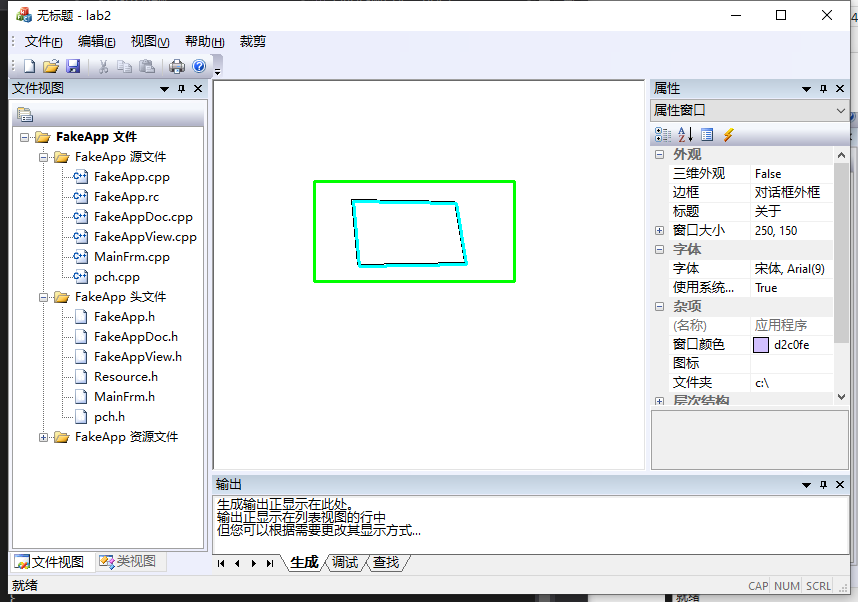 无标题 - lab2
文件(F) 编辑(E) 视图(V) 帮助(H) 裁剪
文件视图
FakeApp 文件
FakeApp 源文件
FakeApp.cpp
FakeApp.rc
FakeAppDoc.cpp
FakeAppView.cpp
MainFrm.cpp
pch.cpp
FakeApp 头文件
FakeApp.h
FakeAppDoc.h
FakeAppView.h
Resource.h
MainFrm.h
pch.h
FakeApp 资源文件
文件视图 类视图
属性
属性窗口
外观
三维外观 False
边框 对话框外框
标题 关于
窗口大小 250, 150
字体
字体 宋体, Arial(9)
使用系统... True
杂项
(名称) 应用程序
窗口颜色 d2c0fe
图标
文件夹 c:\
层次结构
输出
生成输出正显示在此处。
输出正显示在列表视图的行中
但您可以根据需要更改其显示方式...
生成 调试 查找
就绪 CAP NUM SCRL
就绪